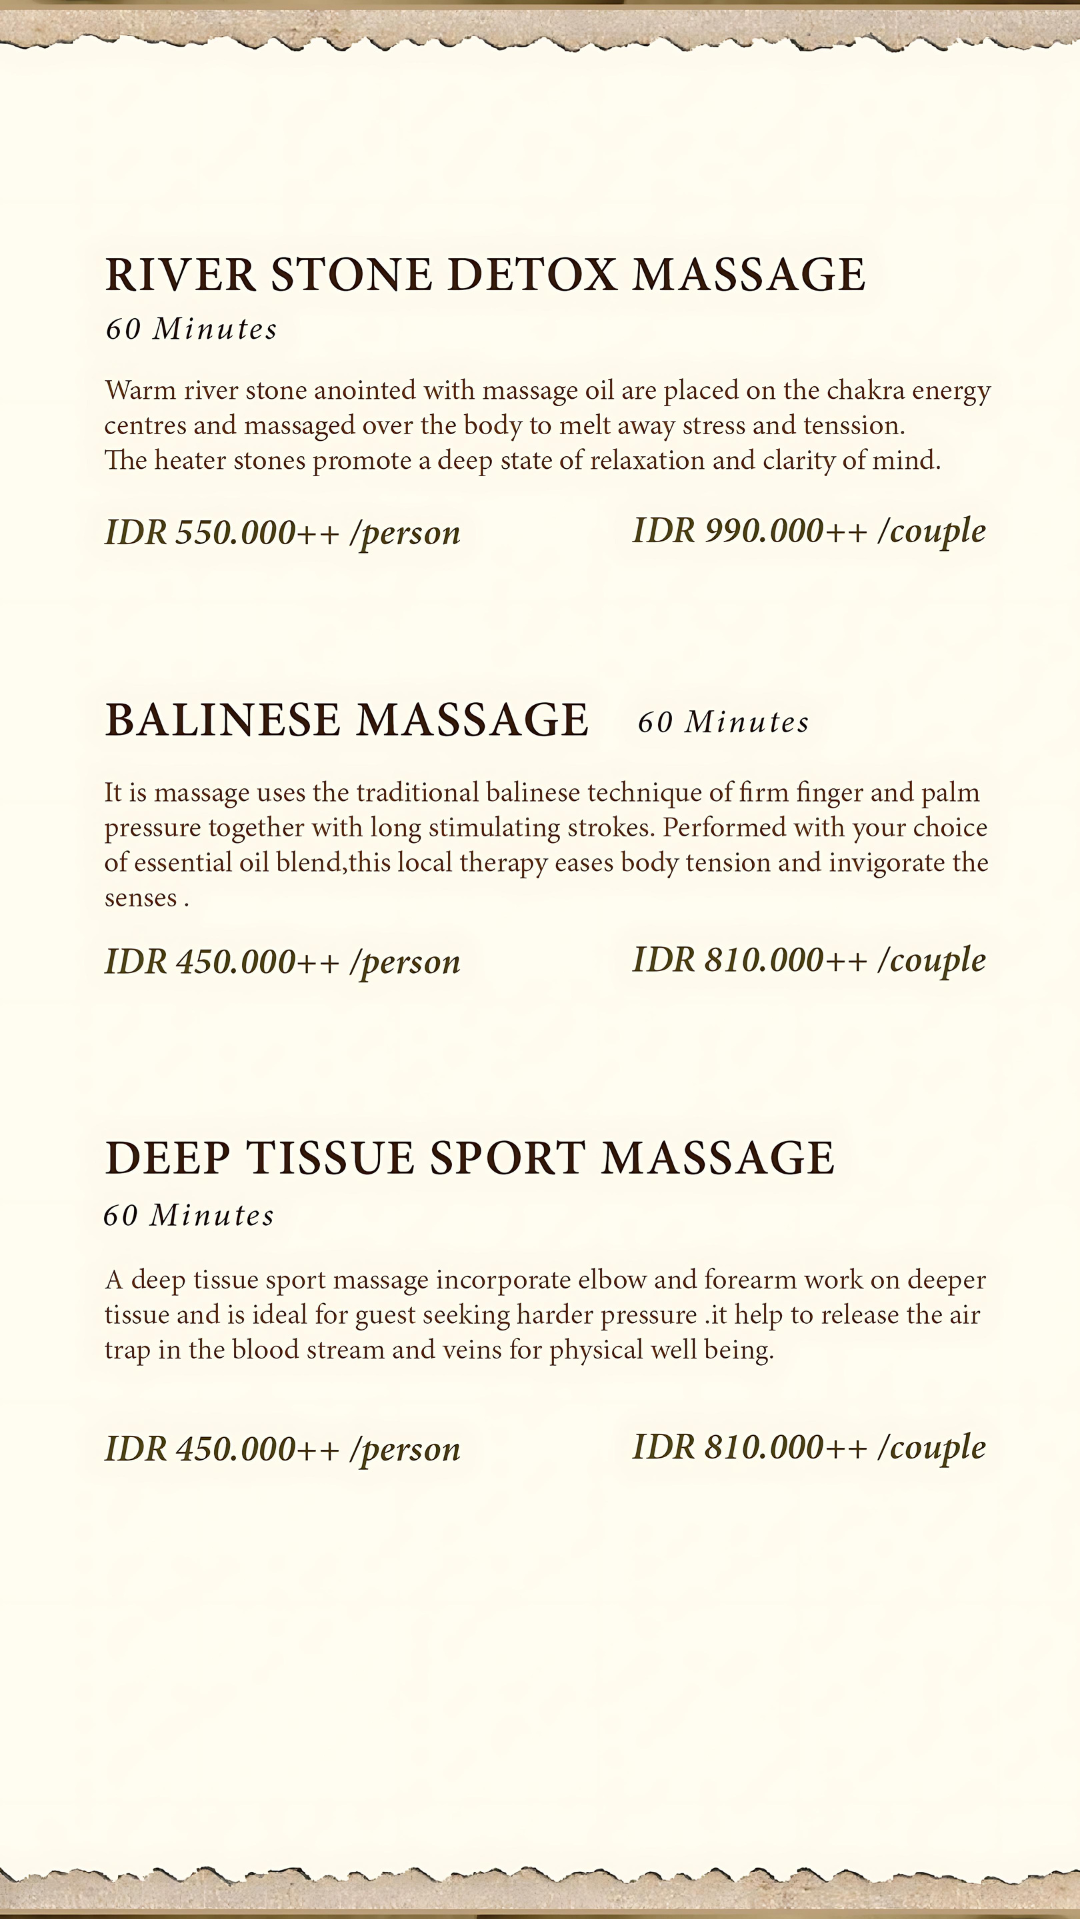 RIVER STONE DETOX MASSAGE
60 Minutes
Warm river stone anointed with massage oil are placed on the chakra energy
centres and massaged over the body to melt away stress and tenssion.
The heater stones promote a deep state of relaxation and clarity of mind.
IDR 550.000++ /person IDR 990.000++ /couple
BALINESE MASSAGE 60 Minutes
It is massage uses the traditional balinese technique of firm finger and palm
pressure together with long stimulating strokes. Performed with your choice
of essential oil blend,this local therapy eases body tension and invigorate the
senses .
IDR 450.000++ /person IDR 810.000++ /couple
DEEP TISSUE SPORT MASSAGE
60 Minutes
A deep tissue sport massage incorporate elbow and forearm work on deeper
tissue and is ideal for guest seeking harder pressure .it help to release the air
trap in the blood stream and veins for physical well being.
IDR 450.000++ /person IDR 810.000++ /couple